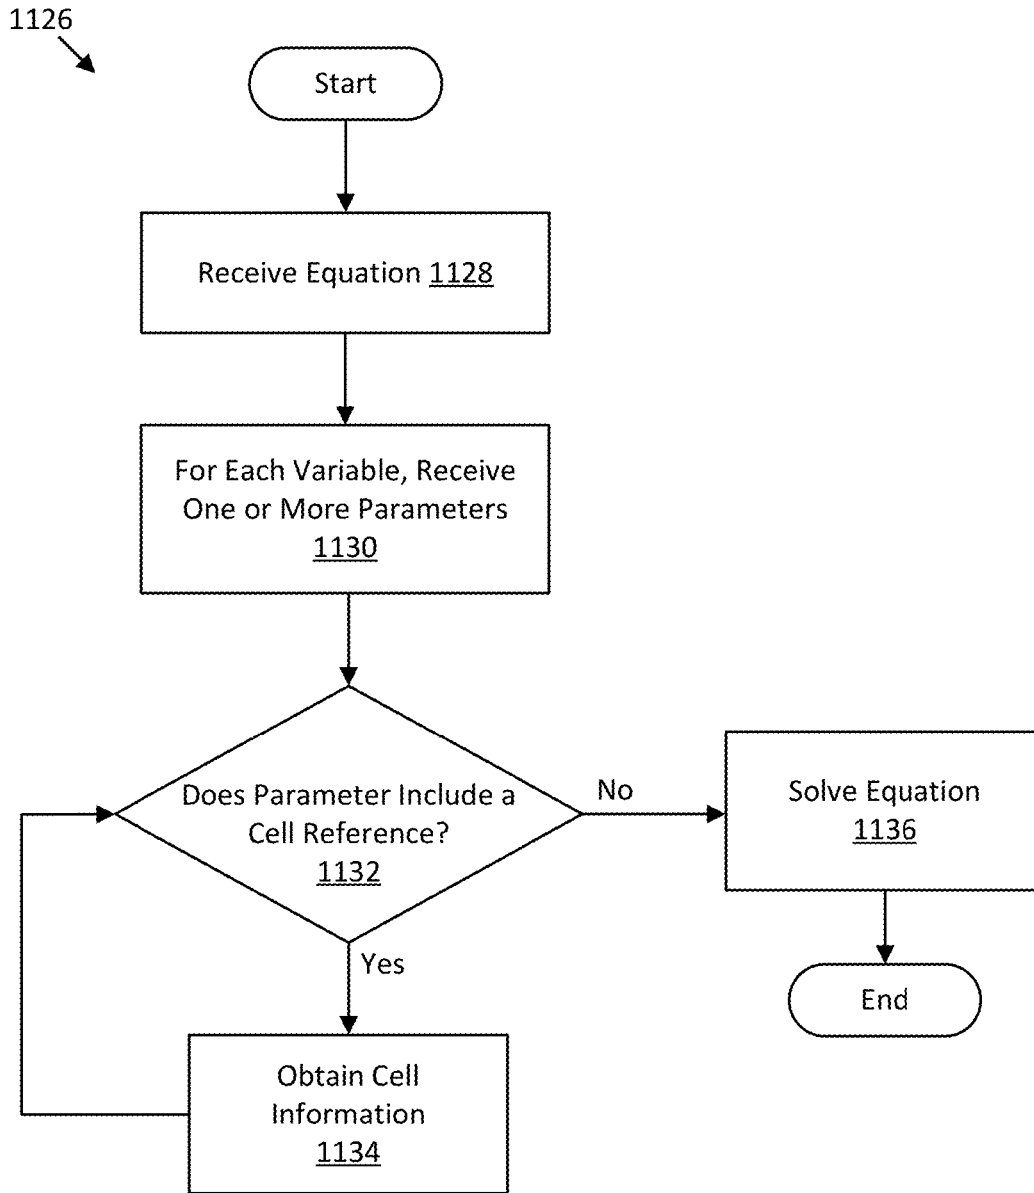 1126
Start
Receive Equation 1128
For Each Variable, Receive
One or More Parameters
1130
Does Parameter Include a
Cell Reference?
1132
No
Solve Equation
1136
Yes
End
Obtain Cell
Information
1134